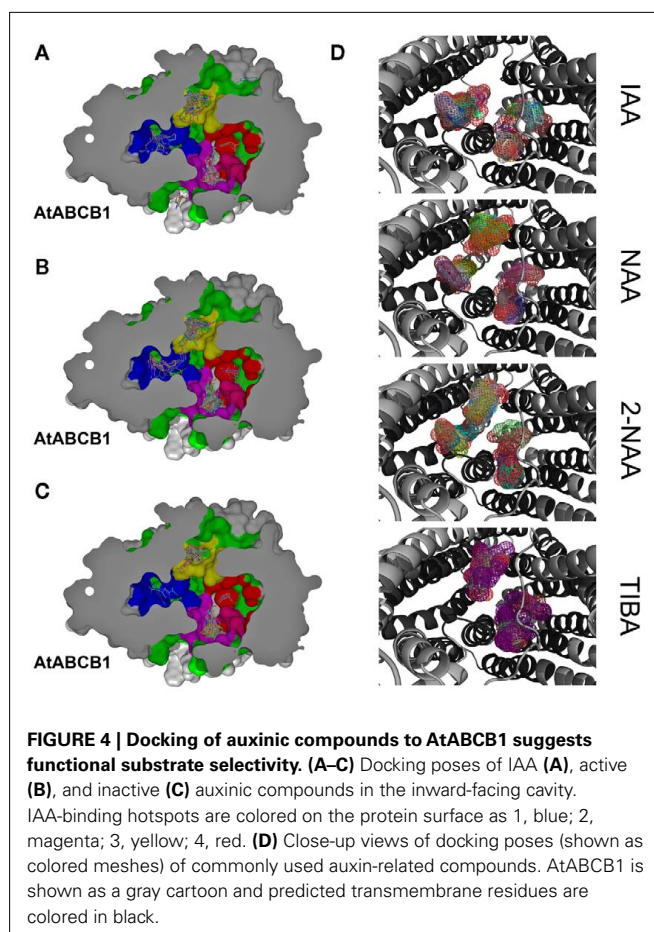 A
D
AtABCB1
IAA
B
AtABCB1
NAA
C
AtABCB1
2-NAA
TIBA
FIGURE 4 | Docking of auxinic compounds to AtABCB1 suggests
functional substrate selectivity. (A–C) Docking poses of IAA (A), active
(B), and inactive (C) auxinic compounds in the inward-facing cavity.
IAA-binding hotspots are colored on the protein surface as 1, blue; 2,
magenta; 3, yellow; 4, red. (D) Close-up views of docking poses (shown as
colored meshes) of commonly used auxin-related compounds. AtABCB1 is
shown as a gray cartoon and predicted transmembrane residues are
colored in black.